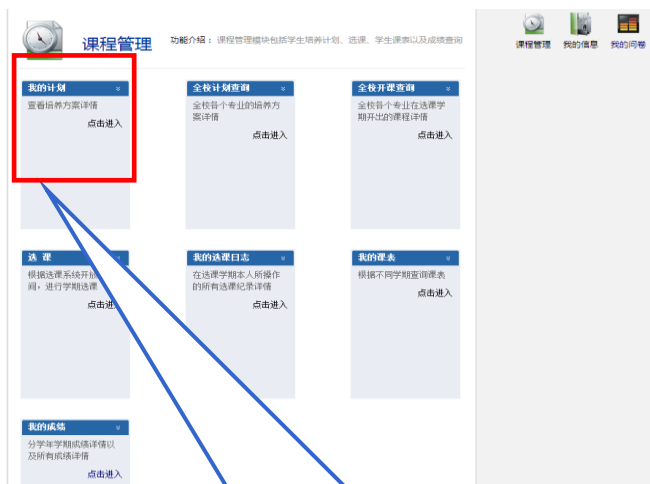 课程管理
功能介绍：课程管理模块包括学生培养计划、选课、学生课表以及成绩查询
课程管理 我的信息 我的问卷
我的计划
查看培养方案详情
点击进入
全校计划查询
全校各个专业的培养方
案详情
点击进入
全校开课查询
全校各个专业在选课学
期开出的课程详情
点击进入
选 课
根据选课系统开放
间，进行学期选课
点击进
我的选课日志
在选课学期本人所操作
的所有选课纪录详情
点击进入
我的课表
根据不同学期查询课表
点击进入
我的成绩
分学年学期成绩详情以
及所有成绩详情
点击进入